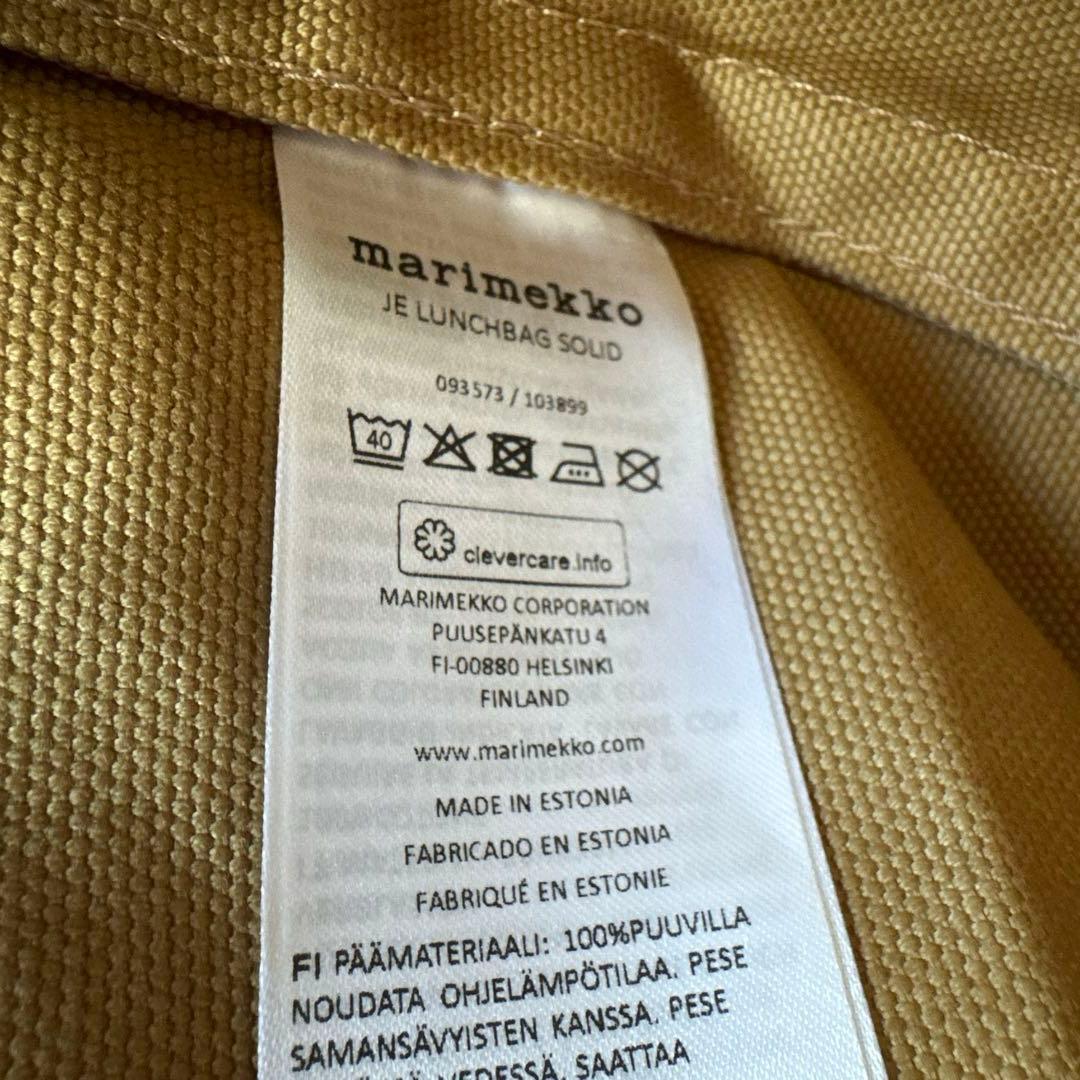 marimekko
JE LUNCHBAG SOLID
093573 / 103899
40
clevercare.info
MARIMEKKO CORPORATION
PUUSEPÄNKATU 4
FI-00880 HELSINKI
FINLAND
www.marimekko.com
MADE IN ESTONIA
FABRICADO EN ESTONIA
FABRIQUÉ EN ESTONIE
FI PÄÄMATERIAALI: 100%PUUVILLA
NOUDATA OHJELÄMPÖTILAA. PESE
SAMANSÄVYISTEN KANSSA. PESE
VEDESSÄ. SAATTAA